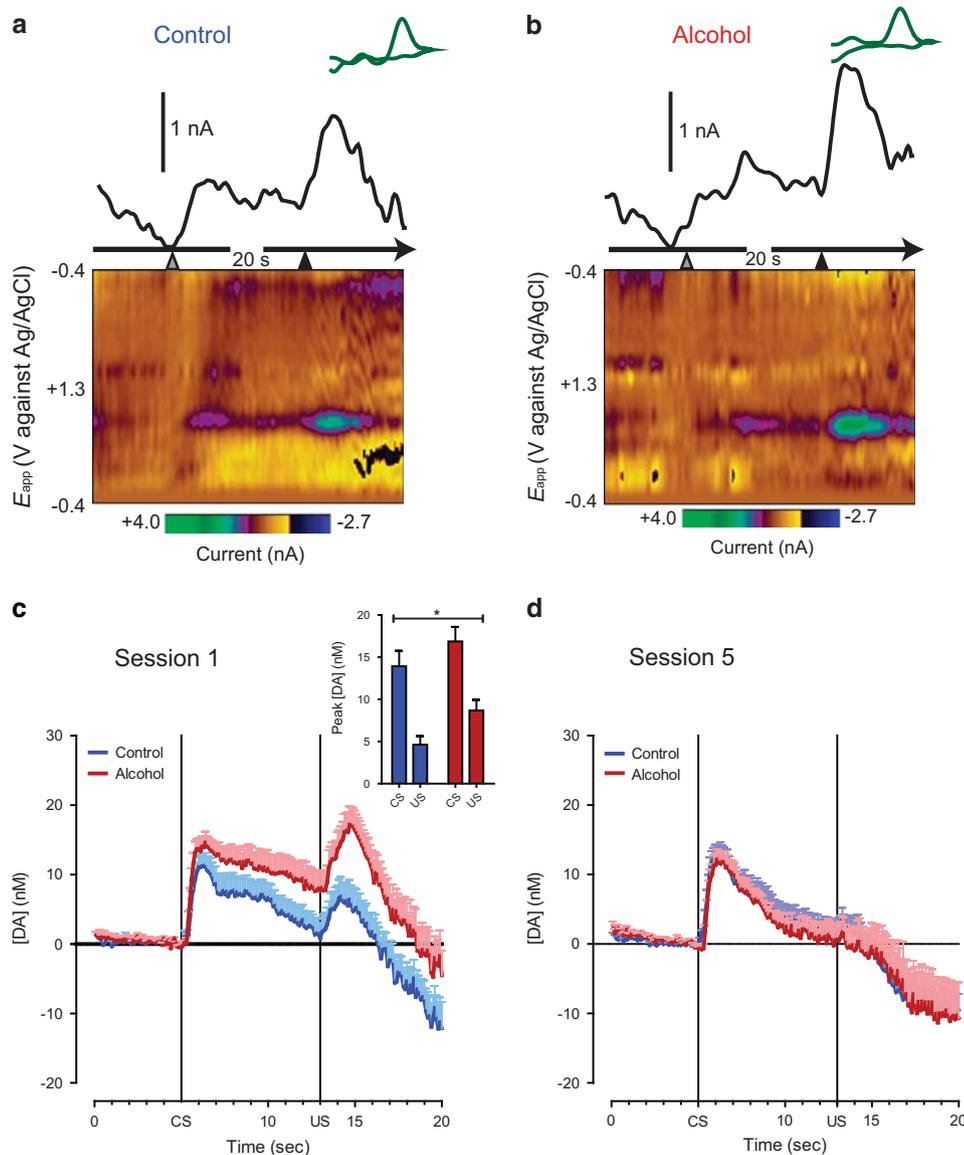 a
Control
1 nA
20 s
Eapp (V against Ag/AgCl)
-0.4
+1.3
-0.4
+4.0
-2.7
Current (nA)
b
Alcohol
1 nA
20 s
Eapp (V against Ag/AgCl)
-0.4
+1.3
-0.4
+4.0
-2.7
Current (nA)
c
Session 1
Peak [DA] (nM)
20
15
10
5
0
*
CS
US
CS
US
Control
Alcohol
[DA] (nM)
30
20
10
0
-10
-20
0
CS
10
US
15
20
Time (sec)
d
Session 5
Control
Alcohol
[DA] (nM)
30
20
10
0
-10
-20
0
CS
10
US
15
20
Time (sec)